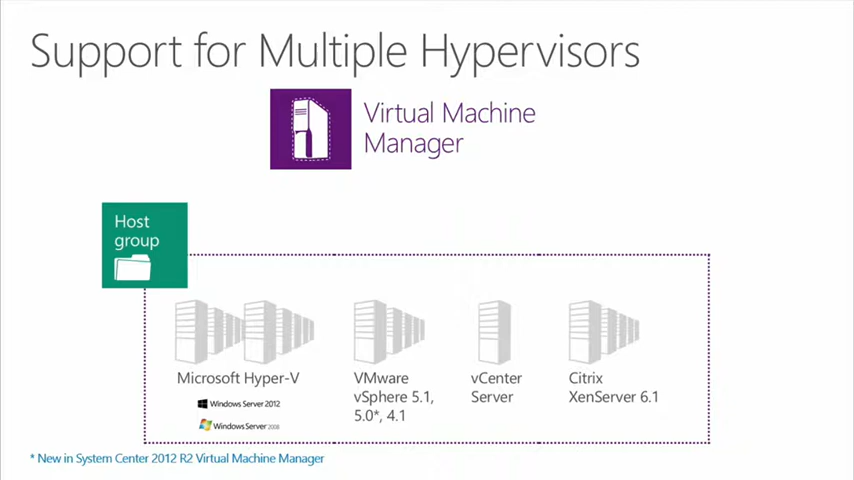 Support for Multiple Hypervisors
Virtual Machine
Manager
Host
group
Microsoft Hyper-V
Windows Server 2012
Windows Server 2008
VMware
vSphere 5.1,
5.0*, 4.1
vCenter
Server
Citrix
XenServer 6.1
* New in System Center 2012 R2 Virtual Machine Manager